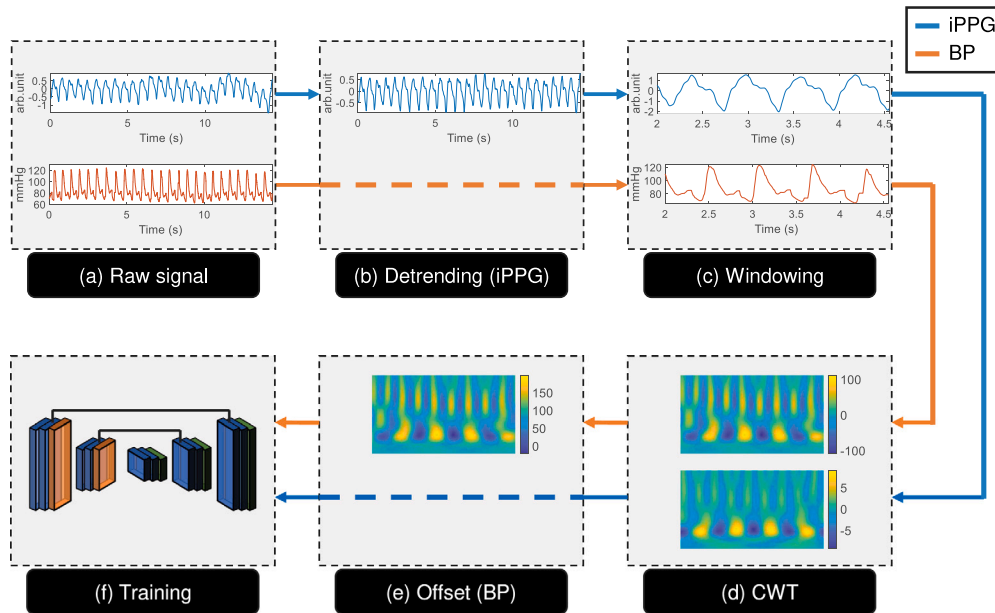 iPPG
BP
arb.unit
0.5
0
-0.5
-1
0 5 10
Time (s)
mmHg
120
100
80
60
0 5 10
Time (s)
(a) Raw signal
arb.unit
0.5
0
-0.5
0 5 10
Time (s)
(b) Detrending (iPPG)
arb.unit
1
0
-1
-2
2 2.5 3 3.5 4 4.5
Time (s)
mmHg
120
100
80
2 2.5 3 3.5 4 4.5
Time (s)
(c) Windowing
(f) Training
150
100
50
0
(e) Offset (BP)
100
50
0
-50
-100
5
0
-5
(d) CWT